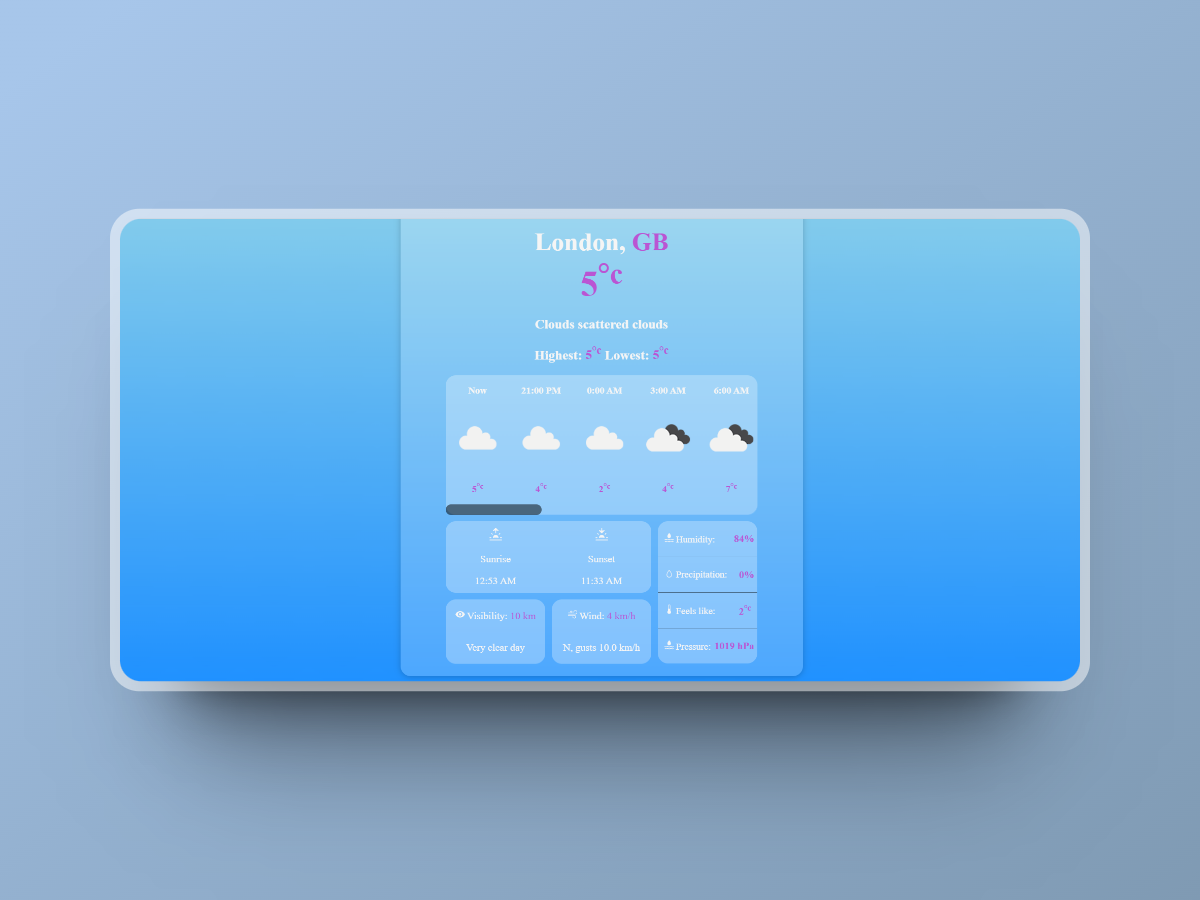 London, GB
5°c
Clouds scattered clouds
Highest: 5°c Lowest: 5°c
Now 21:00 PM 0:00 AM 3:00 AM 6:00 AM
5°c 4°c 2°c 4°c 7°c
Sunrise Sunset
12:53 AM 11:33 AM
Visibility: 10 km
Very clear day
Wind: 4 km/h
N, gusts 10.0 km/h
Humidity: 84%
Precipitation: 0%
Feels like: 2°c
Pressure: 1019 hPa